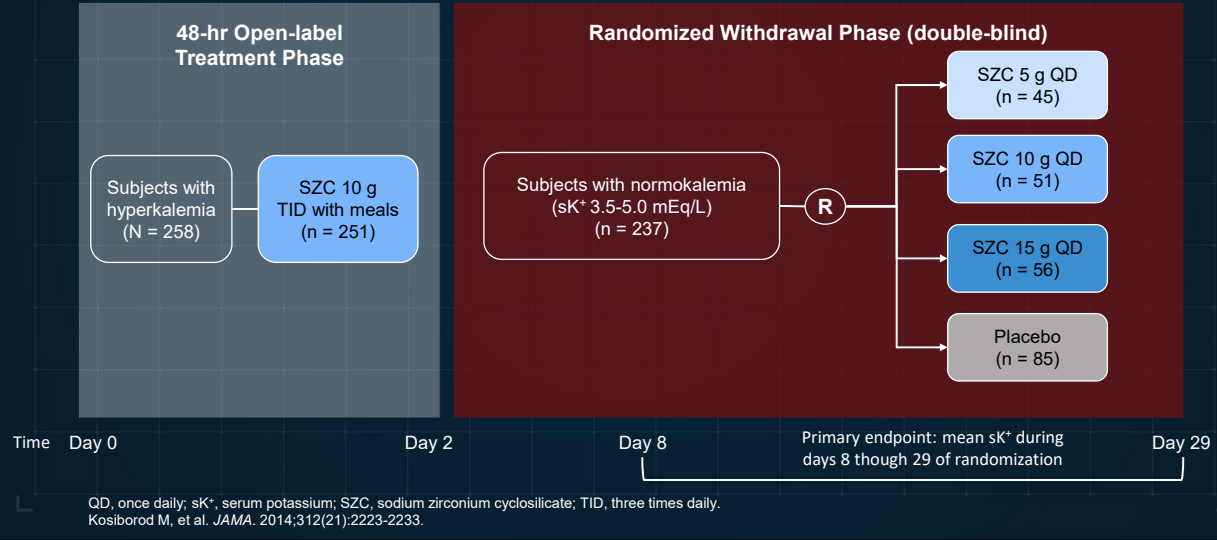 48-hr Open-label
Treatment Phase
Randomized Withdrawal Phase (double-blind)
Subjects with
hyperkalemia
(N = 258)
SZC 10 g
TID with meals
(n = 251)
Subjects with normokalemia
(sK⁺ 3.5-5.0 mEq/L)
(n = 237)
R
SZC 5 g QD
(n = 45)
SZC 10 g QD
(n = 51)
SZC 15 g QD
(n = 56)
Placebo
(n = 85)
Time
Day 0
Day 2
Day 8
Primary endpoint: mean sK⁺ during
days 8 though 29 of randomization
Day 29
QD, once daily; sK⁺, serum potassium; SZC, sodium zirconium cyclosilicate; TID, three times daily.
Kosiborod M, et al. JAMA. 2014;312(21):2223-2233.